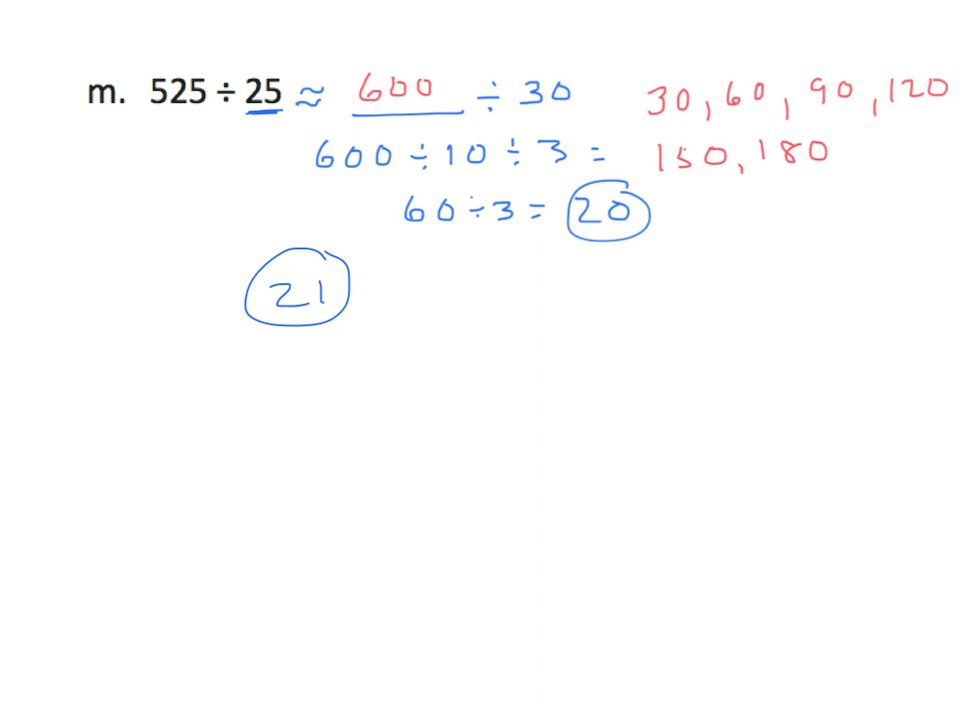 m. 525 ÷ 25 ≈ 600 ÷ 30 30, 60, 90, 120
600 ÷ 10 ÷ 3 = 150, 180
60 ÷ 3 = 20
21